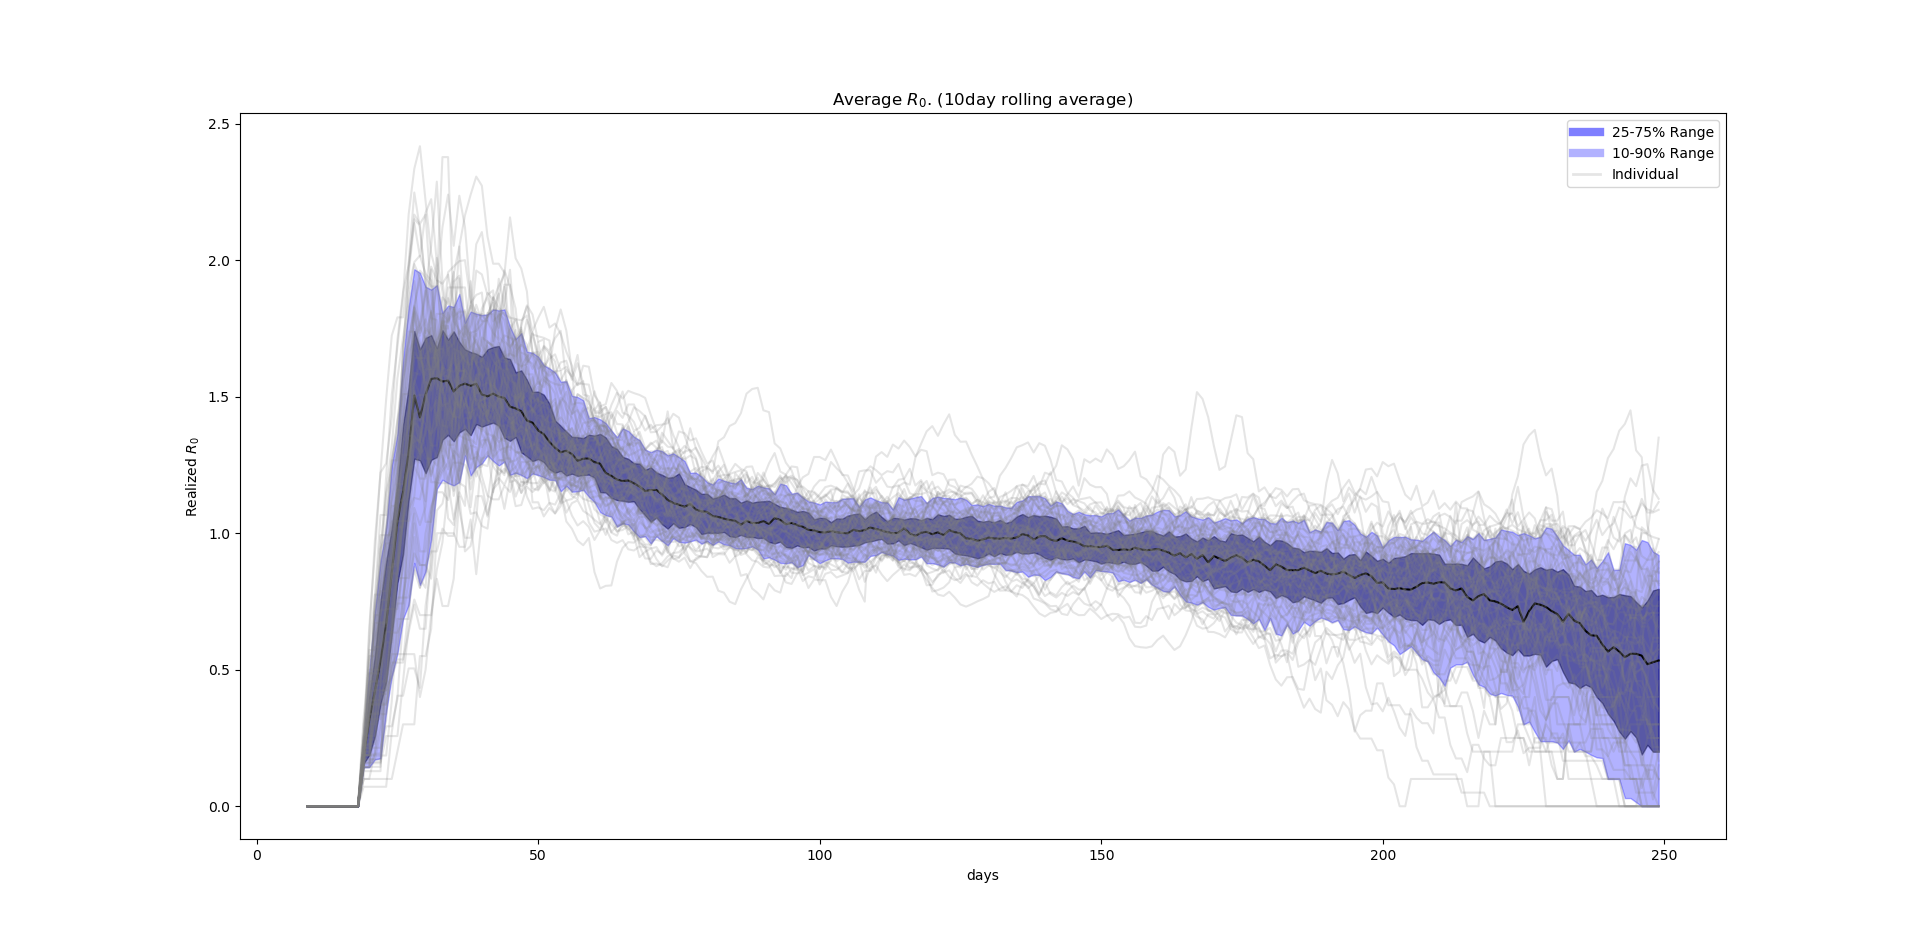 Average R₀. (10day rolling average)
25-75% Range
10-90% Range
Individual
Realized R₀
2.5
2.0
1.5
1.0
0.5
0.0
0 50 100 150 200 250
days